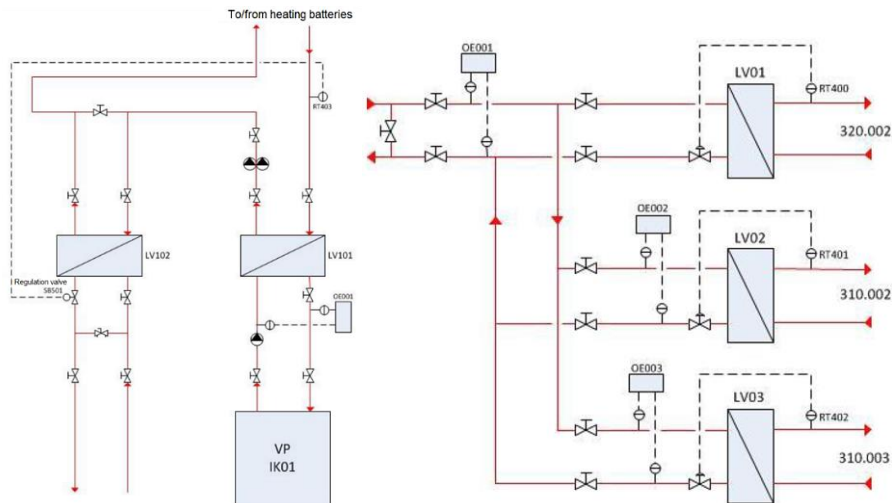 To/from heating batteries
RT403
LV102
LV101
Regulation valve
SB501
OE001
VP
IK01
OE001
LV01
RT400
320.002
OE002
LV02
RT401
310.002
OE003
LV03
RT402
310.003